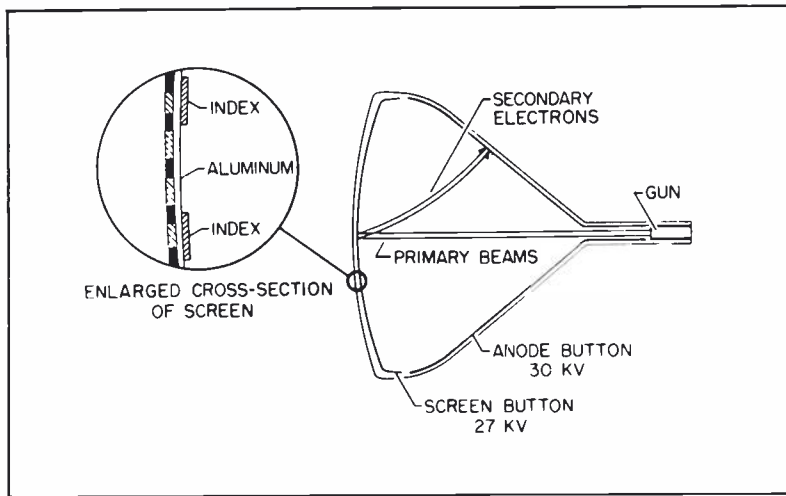 INDEX
ALUMINUM
INDEX
ENLARGED CROSS-SECTION
OF SCREEN
SECONDARY
ELECTRONS
GUN
PRIMARY BEAMS
ANODE BUTTON
30 KV
SCREEN BUTTON
27 KV